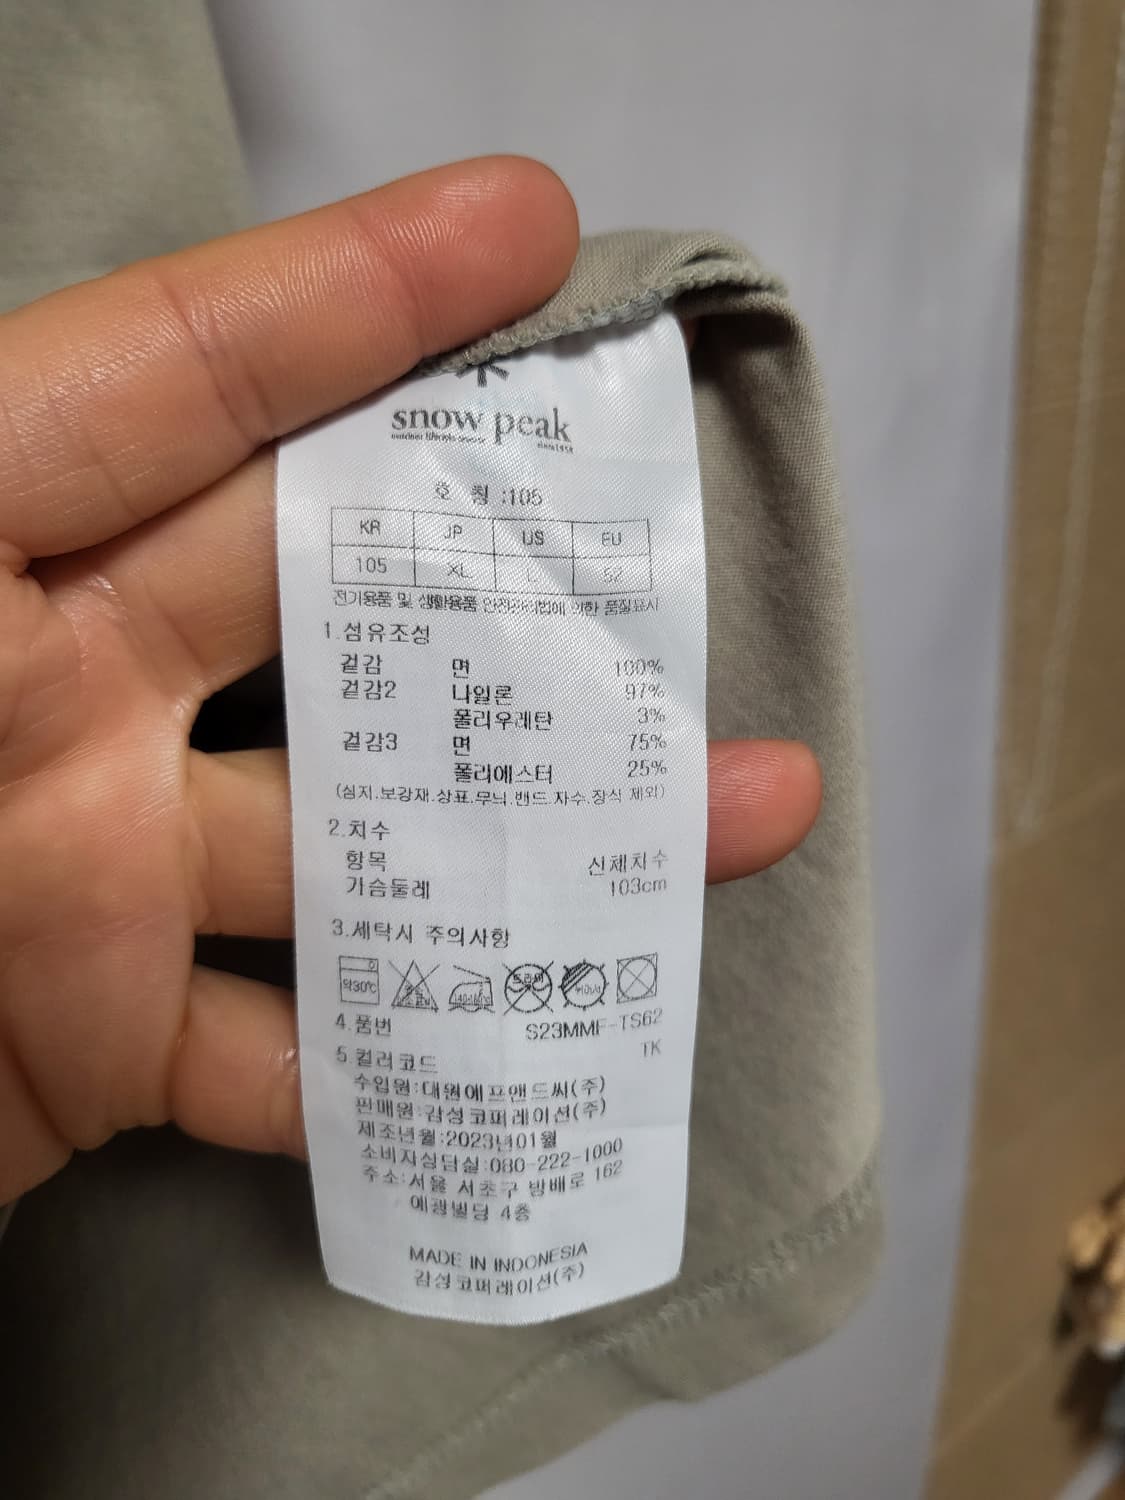 snow peak
호 칭 :105
KR JP US EU
105 XL L 52
전기용품 및 생활용품 안전관리법에 의한 품질표시
1.섬유조성
겉감 면 100%
겉감2 나일론 97%
폴리우레탄 3%
겉감3 면 75%
폴리에스터 25%
(심지.보강재.상표.무늬.밴드.자수.장식 제외)
2.치수
항목 신체치수
가슴둘레 103cm
3.세탁시 주의사항
약30℃ 드라이
4.품번 S23MMF-TS62
5.컬러코드 TK
수입원:대원에프앤드씨(주)
판매원:감성코퍼레이션(주)
제조년월:2023년01월
소비자상담실:080-222-1000
주소:서울 서초구 방배로 162
에광빌딩 4층
MADE IN INDONESIA
감성코퍼레이션(주)